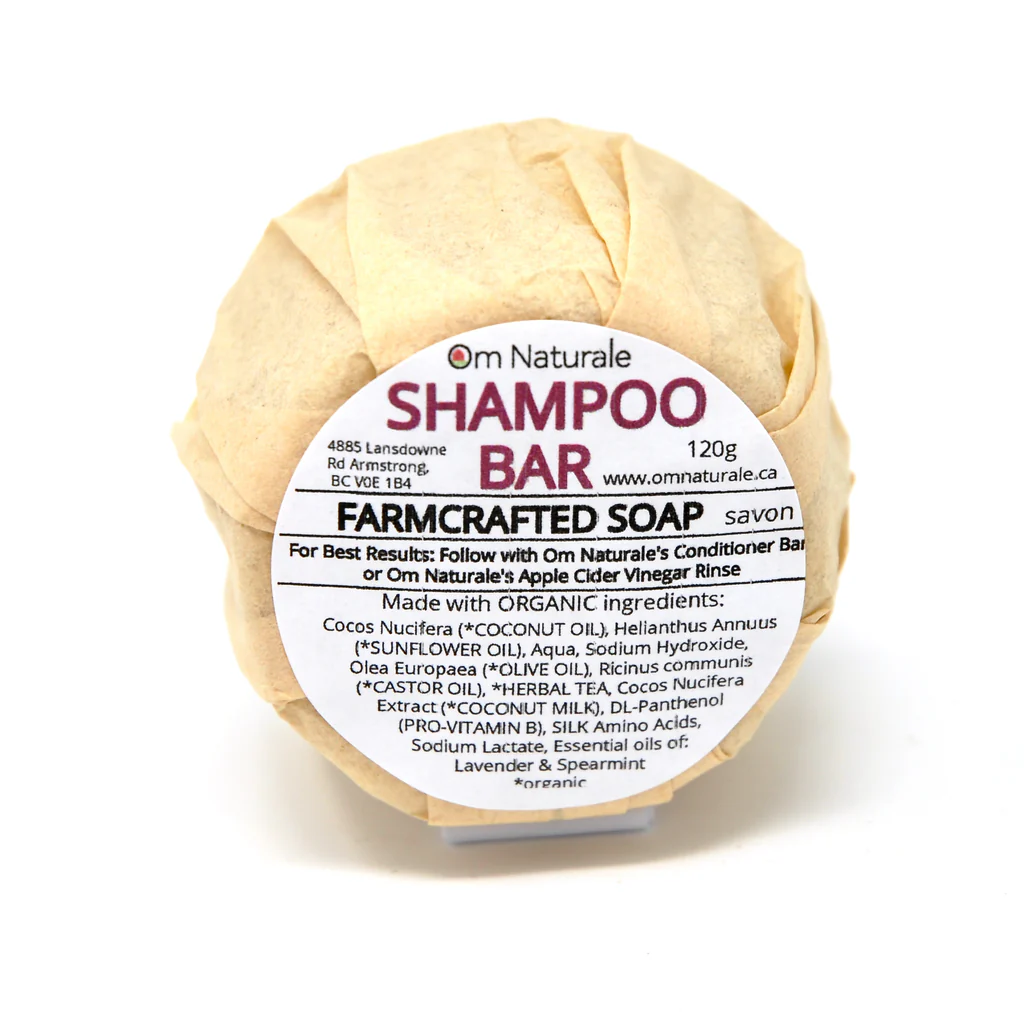 Om Naturale
SHAMPOO
BAR
4885 Lansdowne
Rd Armstrong,
BC V0E 1B4
120g
www.omnaturale.ca
FARMCRAFTED SOAP savon
For Best Results: Follow with Om Naturale's Conditioner Bar
or Om Naturale's Apple Cider Vinegar Rinse
Made with ORGANIC ingredients:
Cocos Nucifera (*COCONUT OIL), Helianthus Annuus
(*SUNFLOWER OIL), Aqua, Sodium Hydroxide,
Olea Europaea (*OLIVE OIL), Ricinus communis
(*CASTOR OIL), *HERBAL TEA, Cocos Nucifera
Extract (*COCONUT MILK), DL-Panthenol
(PRO-VITAMIN B), SILK Amino Acids,
Sodium Lactate, Essential oils of:
Lavender & Spearmint
*organic